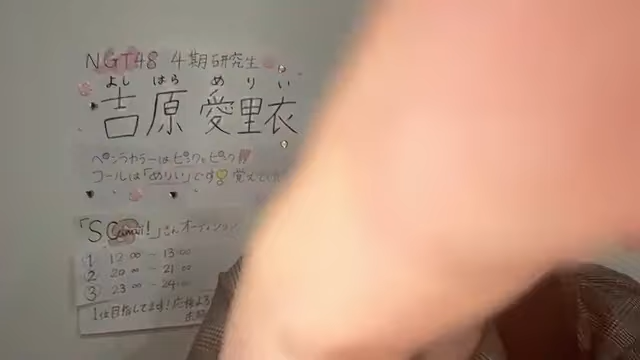 NGT48 4期研究生
よし はら め り い
吉原 愛里衣
ペンラカラーはピンク×ピンク
コールは「めりい」です 覚えて
「S
さんオーディション
① 12:00 ~ 13:00
② 20:00 ~ 21:00
③ 23:00 ~ 24:00
1位目指してます!応援よろ